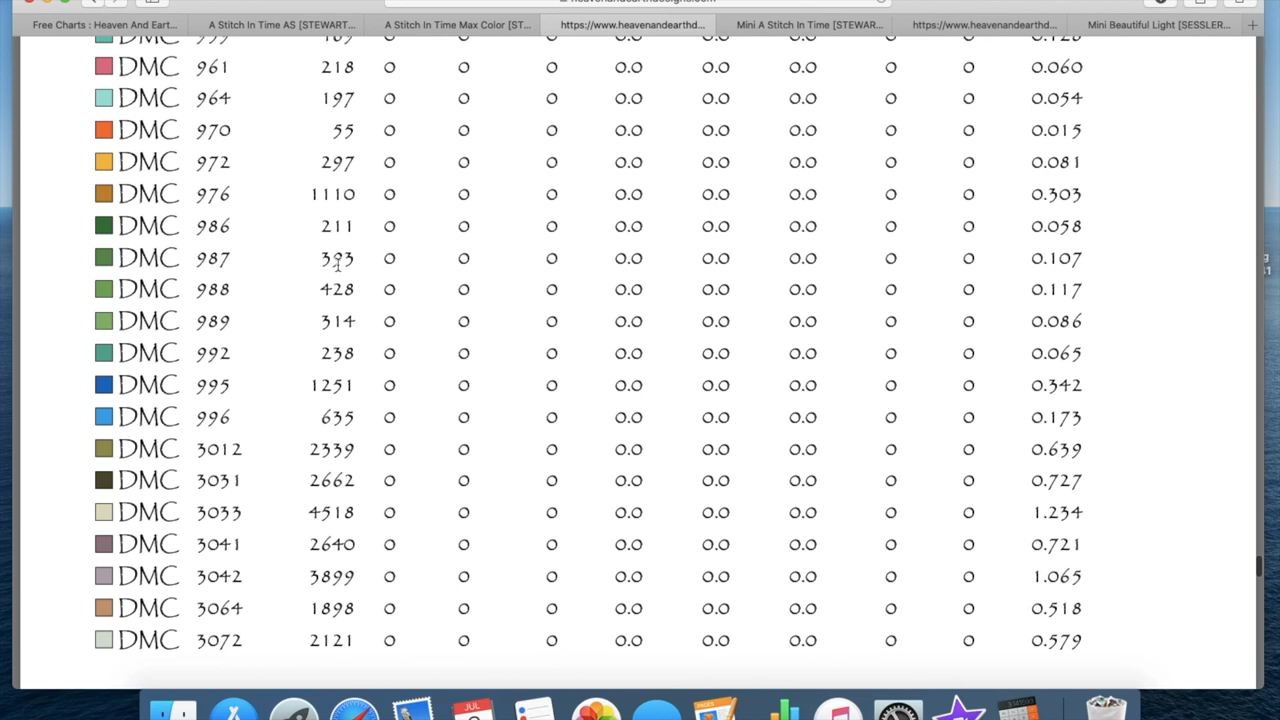 Free Charts : Heaven And Eart... A Stitch In Time AS [STEWART... A Stitch In Time Max Color [ST... https://www.heavenandearthd... Mini A Stitch In Time [STEWAR... https://www.heavenandearthd... Mini Beautiful Light [SESSLER...
DMC 961 218 0 0 0 0.0 0.0 0.0 0 0 0.060
DMC 964 197 0 0 0 0.0 0.0 0.0 0 0 0.054
DMC 970 55 0 0 0 0.0 0.0 0.0 0 0 0.015
DMC 972 297 0 0 0 0.0 0.0 0.0 0 0 0.081
DMC 976 1110 0 0 0 0.0 0.0 0.0 0 0 0.303
DMC 986 211 0 0 0 0.0 0.0 0.0 0 0 0.058
DMC 987 393 0 0 0 0.0 0.0 0.0 0 0 0.107
DMC 988 428 0 0 0 0.0 0.0 0.0 0 0 0.117
DMC 989 314 0 0 0 0.0 0.0 0.0 0 0 0.086
DMC 992 238 0 0 0 0.0 0.0 0.0 0 0 0.065
DMC 995 1251 0 0 0 0.0 0.0 0.0 0 0 0.342
DMC 996 635 0 0 0 0.0 0.0 0.0 0 0 0.173
DMC 3012 2339 0 0 0 0.0 0.0 0.0 0 0 0.639
DMC 3031 2662 0 0 0 0.0 0.0 0.0 0 0 0.727
DMC 3033 4518 0 0 0 0.0 0.0 0.0 0 0 1.234
DMC 3041 2640 0 0 0 0.0 0.0 0.0 0 0 0.721
DMC 3042 3899 0 0 0 0.0 0.0 0.0 0 0 1.065
DMC 3064 1898 0 0 0 0.0 0.0 0.0 0 0 0.518
DMC 3072 2121 0 0 0 0.0 0.0 0.0 0 0 0.579
JUL
PAGES